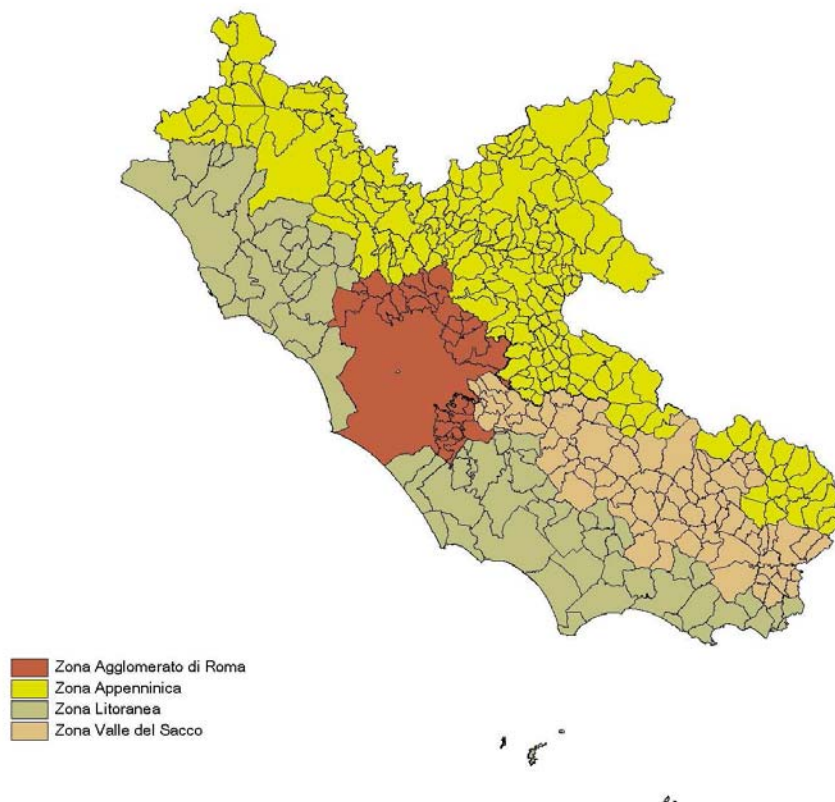 Zona Agglomerato di Roma
Zona Appenninica
Zona Litoranea
Zona Valle del Sacco